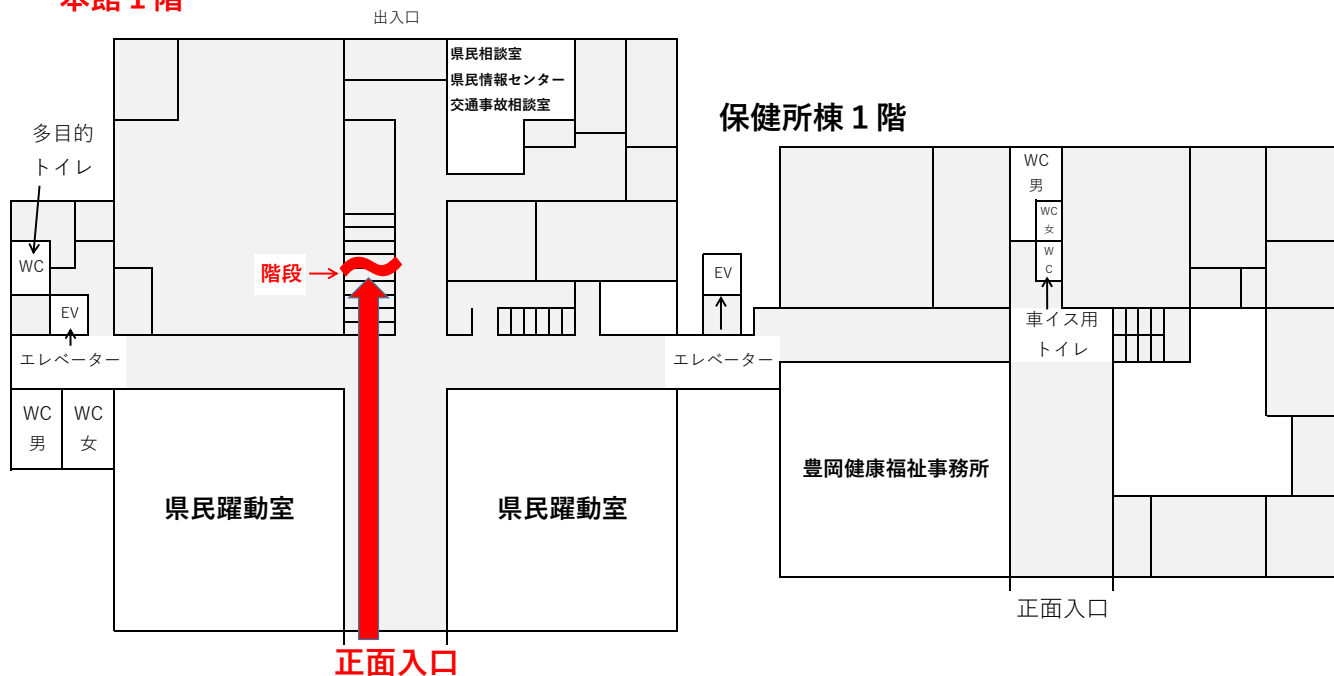 本館１階
出入口
県民相談室
県民情報センター
交通事故相談室
保健所棟１階
多目的
トイレ
WC
男
WC
女
W
C
WC
階段
EV
EV
車イス用
トイレ
エレベーター
エレベーター
WC
男
WC
女
豊岡健康福祉事務所
県民躍動室
県民躍動室
正面入口
正面入口